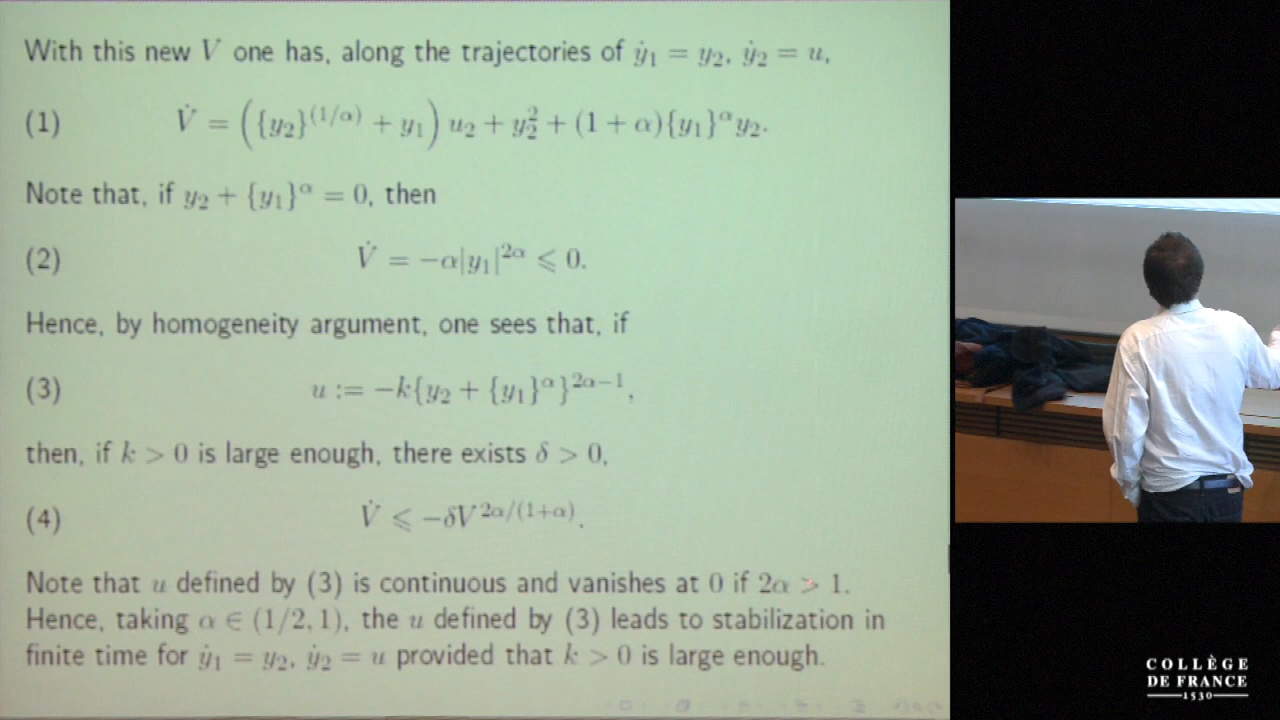 With this new V one has, along the trajectories of ẏ₁ = y₂, ẏ₂ = u,
(1) V̇ = ({y₂}^(1/α) + y₁) u₂ + y₂² + (1 + α){y₁}^α y₂.
Note that, if y₂ + {y₁}^α = 0, then
(2) V̇ = −α|y₁|^2α ⩽ 0.
Hence, by homogeneity argument, one sees that, if
(3) u := −k{y₂ + {y₁}^α}^2α−1,
then, if k > 0 is large enough, there exists δ > 0,
(4) V̇ ⩽ −δV^2α/(1+α).
Note that u defined by (3) is continuous and vanishes at 0 if 2α > 1.
Hence, taking α ∈ (1/2, 1), the u defined by (3) leads to stabilization in
finite time for ẏ₁ = y₂, ẏ₂ = u provided that k > 0 is large enough.
COLLÈGE
DE FRANCE
1530